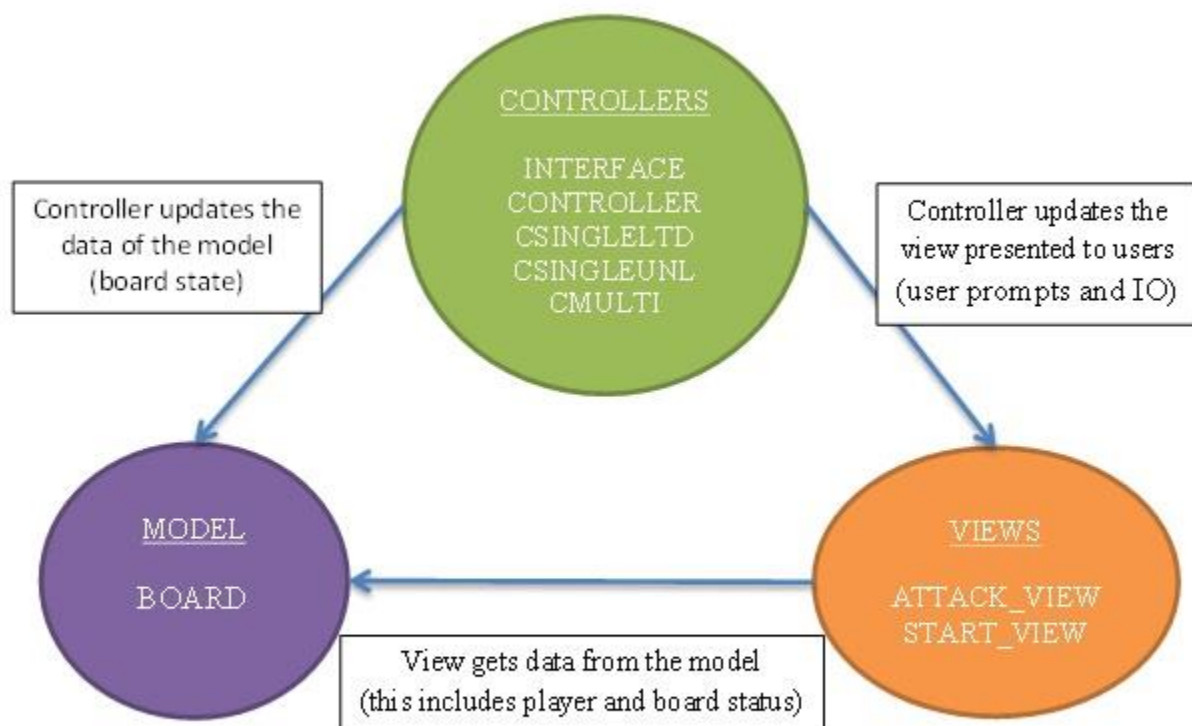 CONTROLLERS
INTERFACE
CONTROLLER
CSINGLELTD
CSINGLEUNL
CMULTI
Controller updates the
data of the model
(board state)
Controller updates the
view presented to users
(user prompts and IO)
MODEL
BOARD
VIEWS
ATTACK_VIEW
START_VIEW
View gets data from the model
(this includes player and board status)